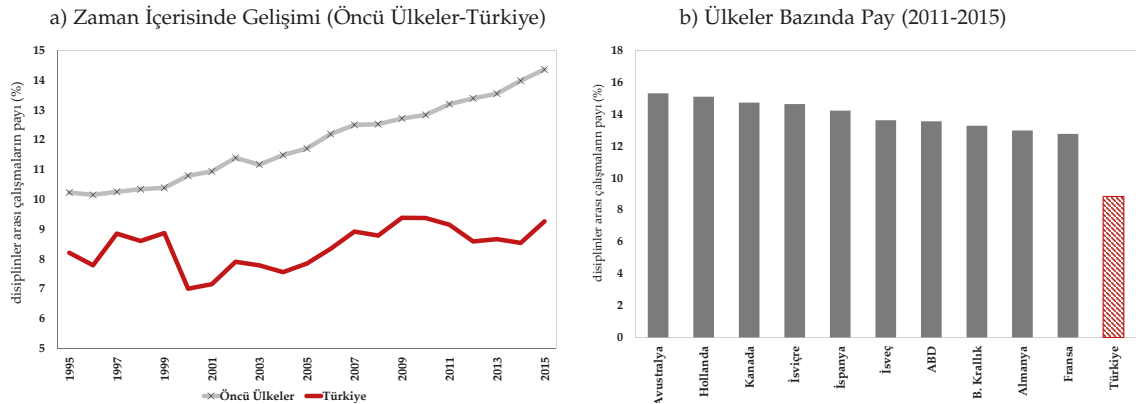 a) Zaman İçerisinde Gelişimi (Öncü Ülkeler-Türkiye)
disiplinler arası çalışmaların payı (%)
15
14
13
12
11
10
9
8
7
6
5
1995
1997
1999
2001
2003
2005
2007
2009
2011
2013
2015
Öncü Ülkeler
Türkiye
b) Ülkeler Bazında Pay (2011-2015)
disiplinler arası çalışmaların payı (%)
18
16
14
12
10
8
6
4
2
0
Avustralya
Hollanda
Kanada
İsviçre
İspanya
İsveç
ABD
B. Krallık
Almanya
Fransa
Türkiye